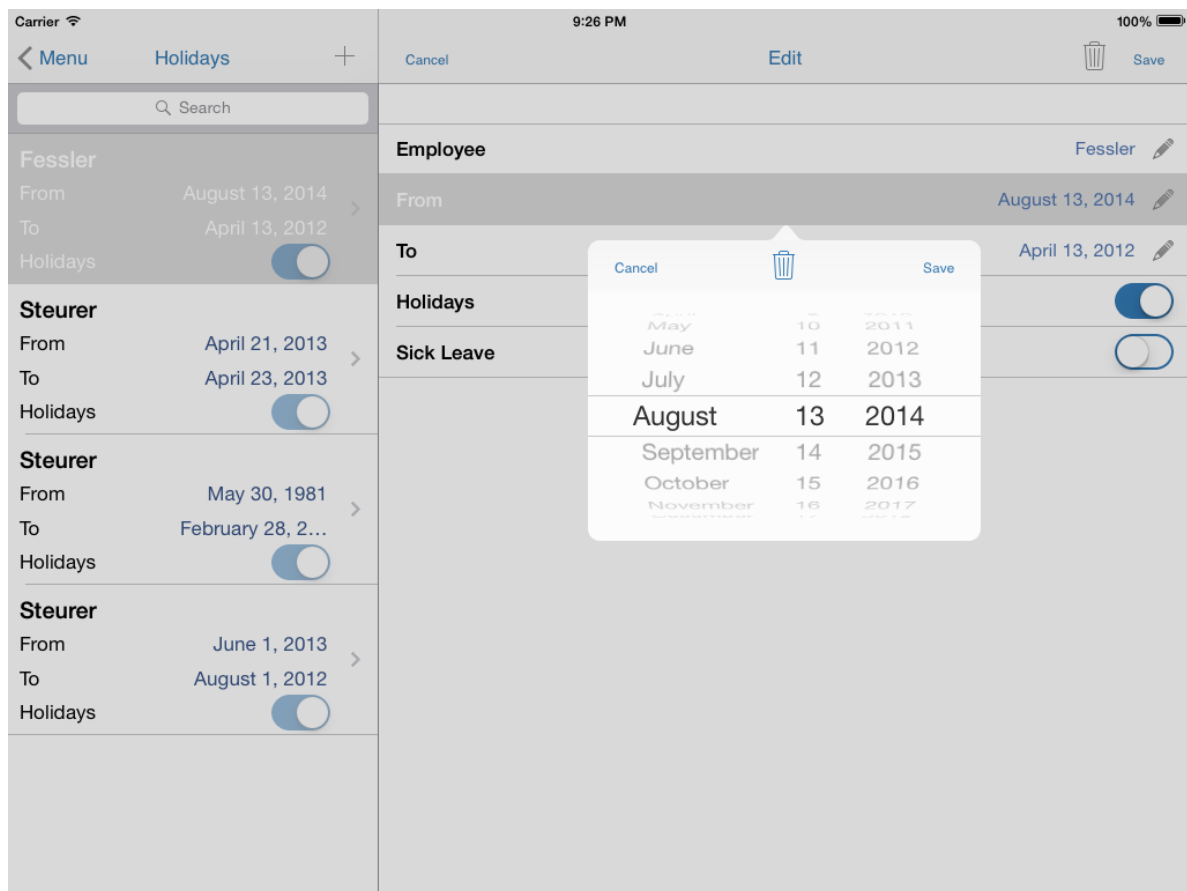 Carrier 9:26 PM 100%
Menu Holidays + Cancel Edit Save
Search
Fessler
From August 13, 2014
To April 13, 2012
Holidays
Steurer
From April 21, 2013
To April 23, 2013
Holidays
Steurer
From May 30, 1981
To February 28, 2...
Holidays
Steurer
From June 1, 2013
To August 1, 2012
Holidays
Employee Fessler
From August 13, 2014
To April 13, 2012
Holidays
Sick Leave
Cancel Save
May 10 2011
June 11 2012
July 12 2013
August 13 2014
September 14 2015
October 15 2016
November 16 2017